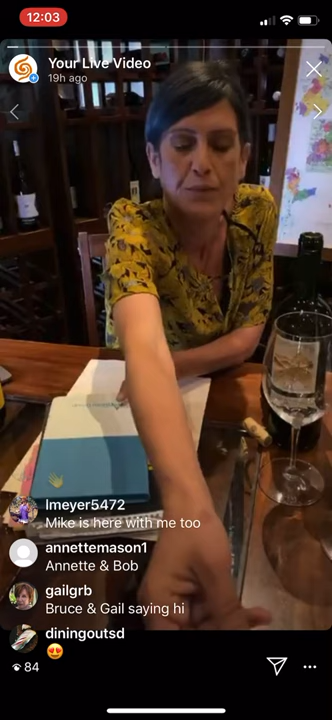 12:03
Your Live Video
19h ago
lmeyer5472
Mike is here with me too
annettemason1
Annette & Bob
gailgrb
Bruce & Gail saying hi
diningoutsd
😍
84